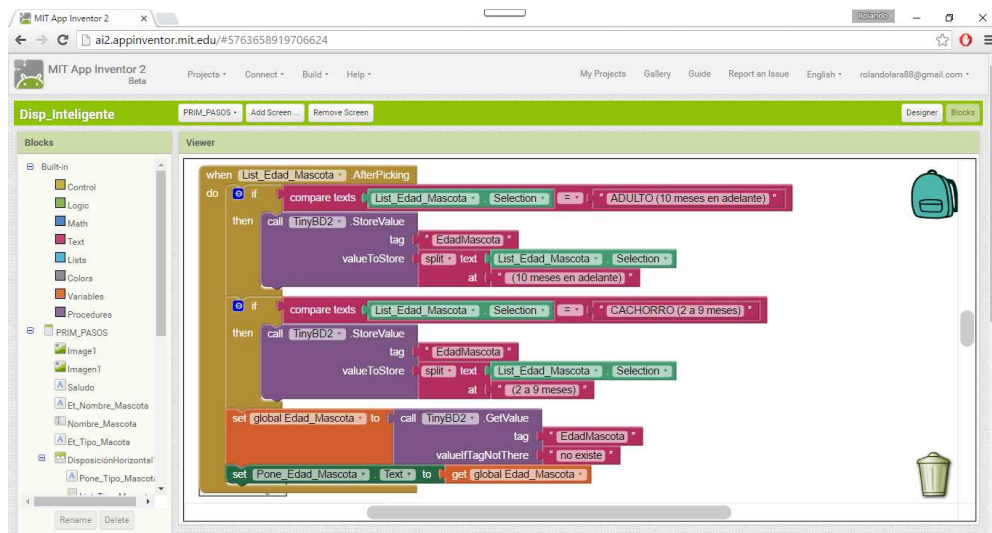 MIT App Inventor 2
Rolando
ai2.appinventor.mit.edu/#5763658919706624
MIT App Inventor 2
Beta
Projects Connect Build Help My Projects Gallery Guide Report an Issue English rolandolara88@gmail.com
Disp_Inteligente PRIM_PASOS Add Screen ... Remove Screen Designer Blocks
Blocks Viewer
Built-in
Control
Logic
Math
Text
Lists
Colors
Variables
Procedures
PRIM_PASOS
Image1
Imagen1
Saludo
Et_Nombre_Mascota
Nombre_Mascota
Et_Tipo_Macota
DisposiciónHorizontal
Pone_Tipo_Mascota
Rename Delete
when List_Edad_Mascota .AfterPicking
do if compare texts List_Edad_Mascota . Selection = " ADULTO (10 meses en adelante) "
then call TinyBD2 .StoreValue
tag " EdadMascota "
valueToStore split text List_Edad_Mascota . Selection
at " (10 meses en adelante) "
if compare texts List_Edad_Mascota . Selection = " CACHORRO (2 a 9 meses) "
then call TinyBD2 .StoreValue
tag " EdadMascota "
valueToStore split text List_Edad_Mascota . Selection
at " (2 a 9 meses) "
set global Edad_Mascota to call TinyBD2 .GetValue
tag " EdadMascota "
valueIfTagNotThere " no existe "
set Pone_Edad_Mascota . Text to get global Edad_Mascota